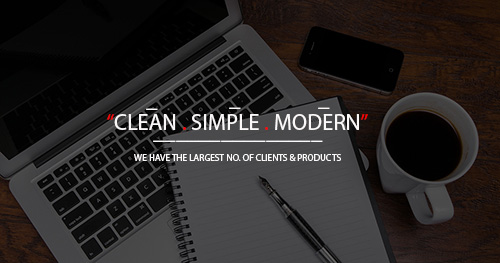 “CLEAN . SIMPLE . MODERN”
WE HAVE THE LARGEST NO. OF CLIENTS & PRODUCTS